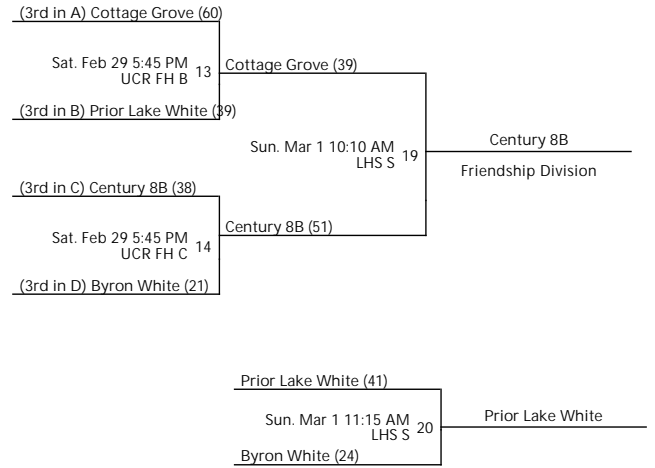 (3rd in A) Cottage Grove (60)
Sat. Feb 29 5:45 PM
UCR FH B
13
Cottage Grove (39)
(3rd in B) Prior Lake White (39)
Sun. Mar 1 10:10 AM
LHS S
19
Century 8B
Friendship Division
(3rd in C) Century 8B (38)
Sat. Feb 29 5:45 PM
UCR FH C
14
Century 8B (51)
(3rd in D) Byron White (21)
Prior Lake White (41)
Sun. Mar 1 11:15 AM
LHS S
20
Prior Lake White
Byron White (24)